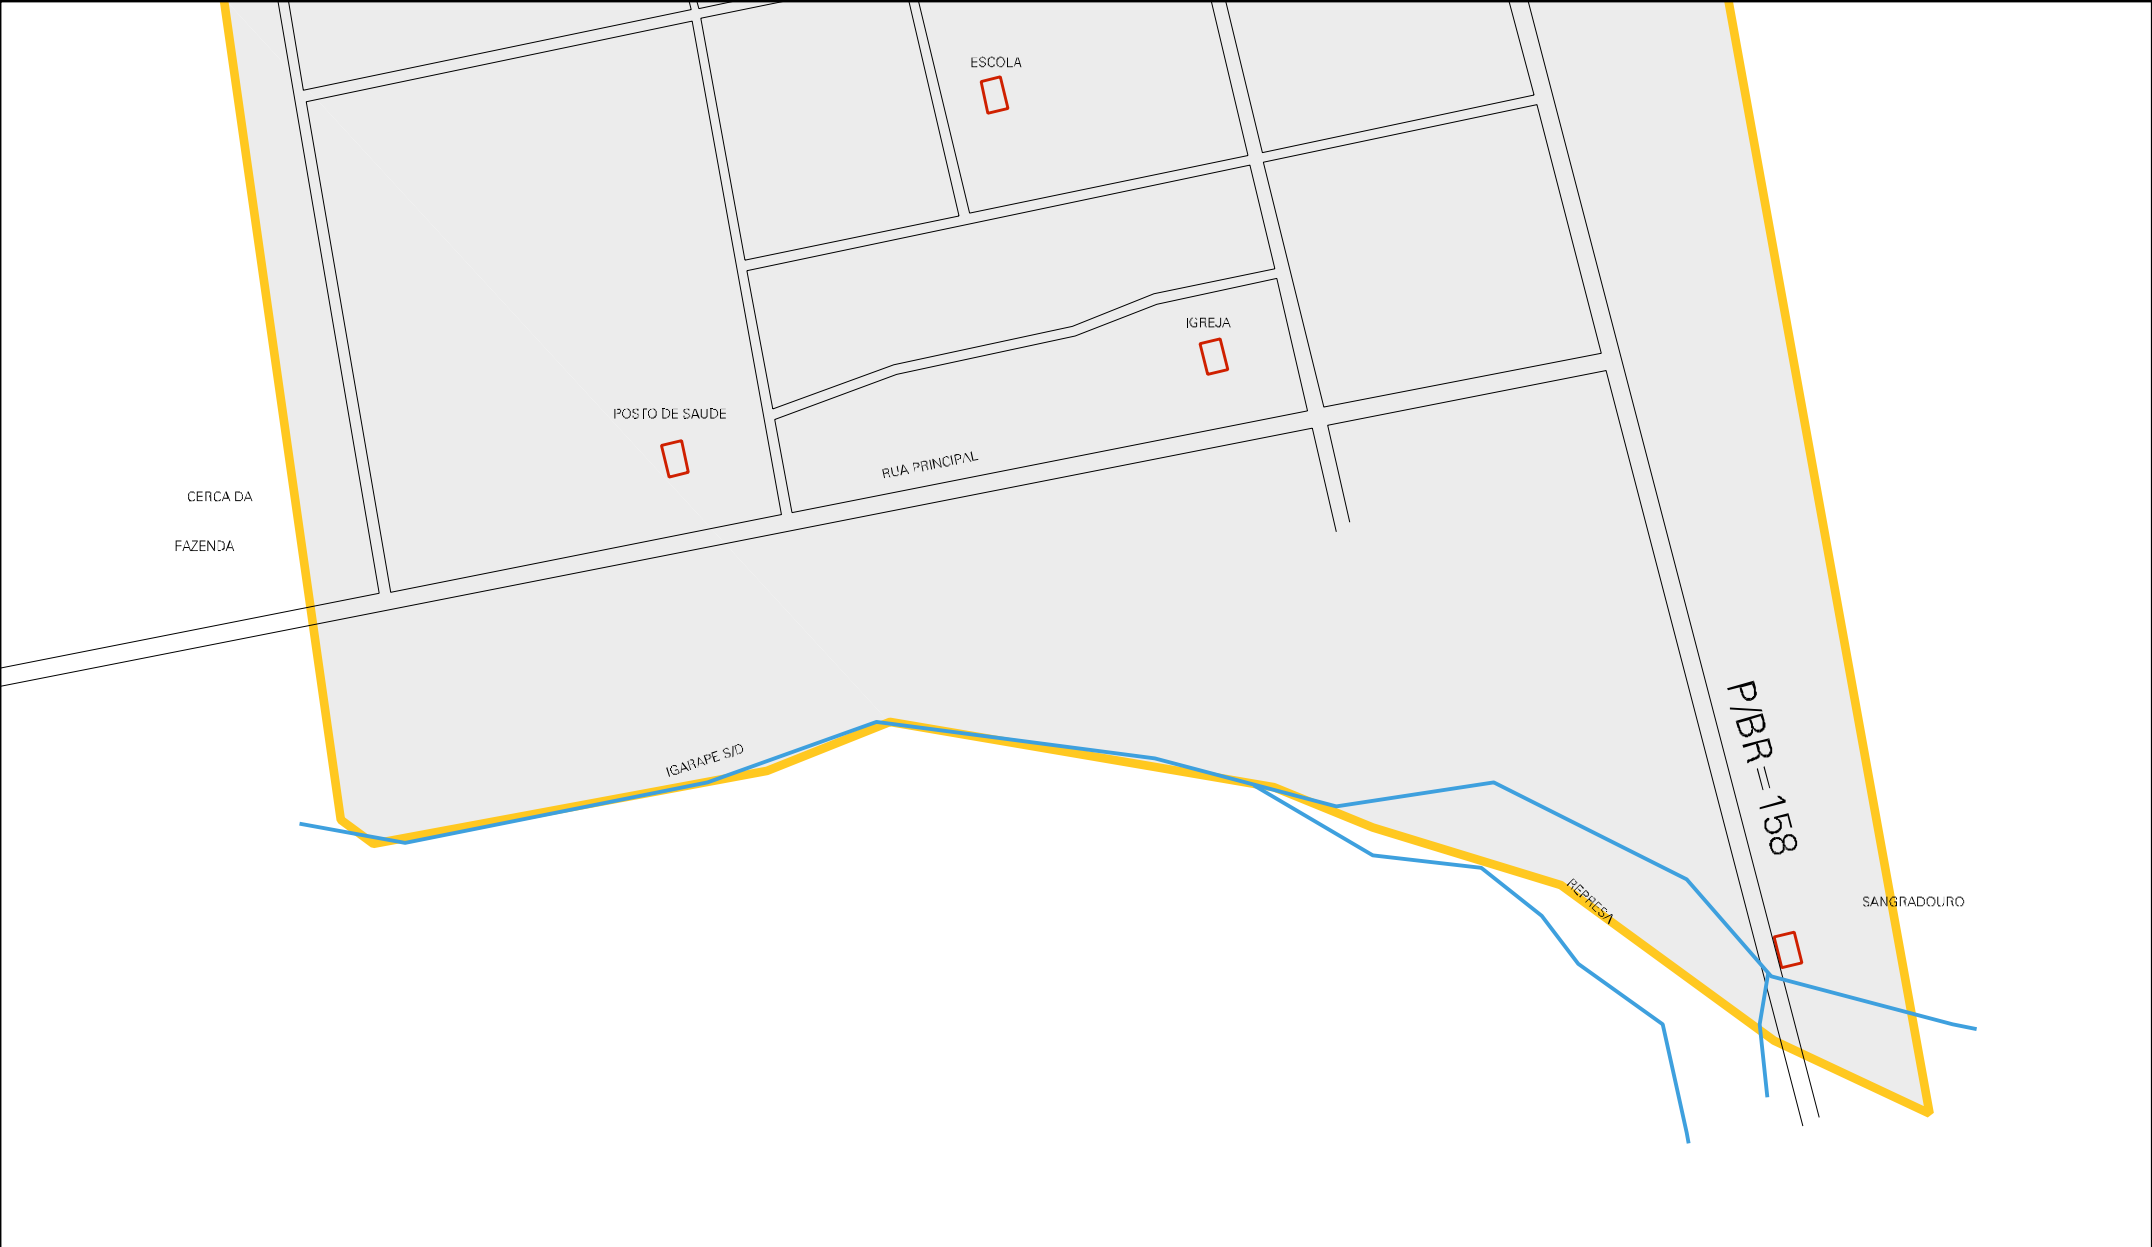 ESCOLA
IGREJA
POSTO DE SAUDE
RUA PRINCIPAL
CERCA DA
FAZENDA
P/BR=158
IGARAPE S/D
REPRESA
SANGRADOURO